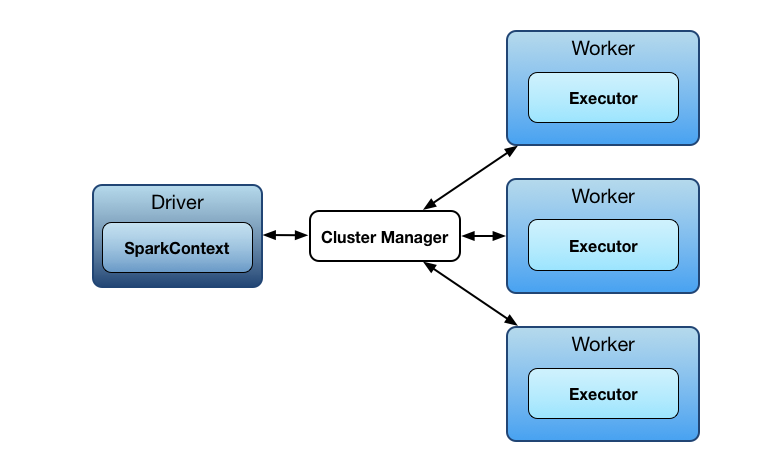 Driver
SparkContext
Cluster Manager
Worker
Executor
Worker
Executor
Worker
Executor